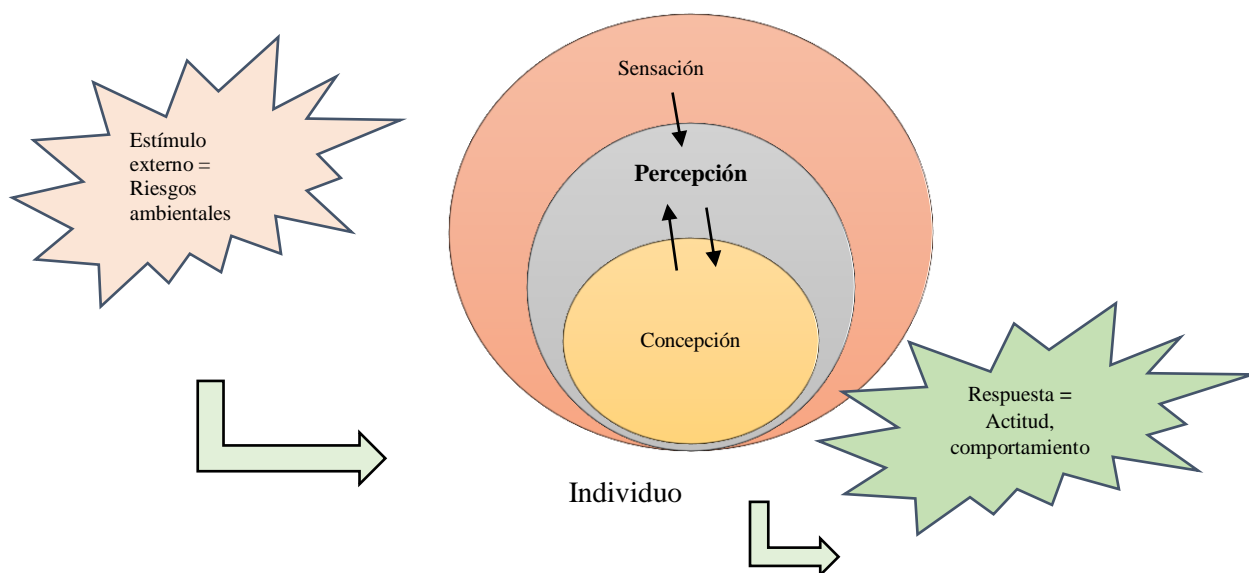 Estímulo
externo =
Riesgos
ambientales
Sensación
Percepción
Concepción
Individuo
Respuesta =
Actitud,
comportamiento